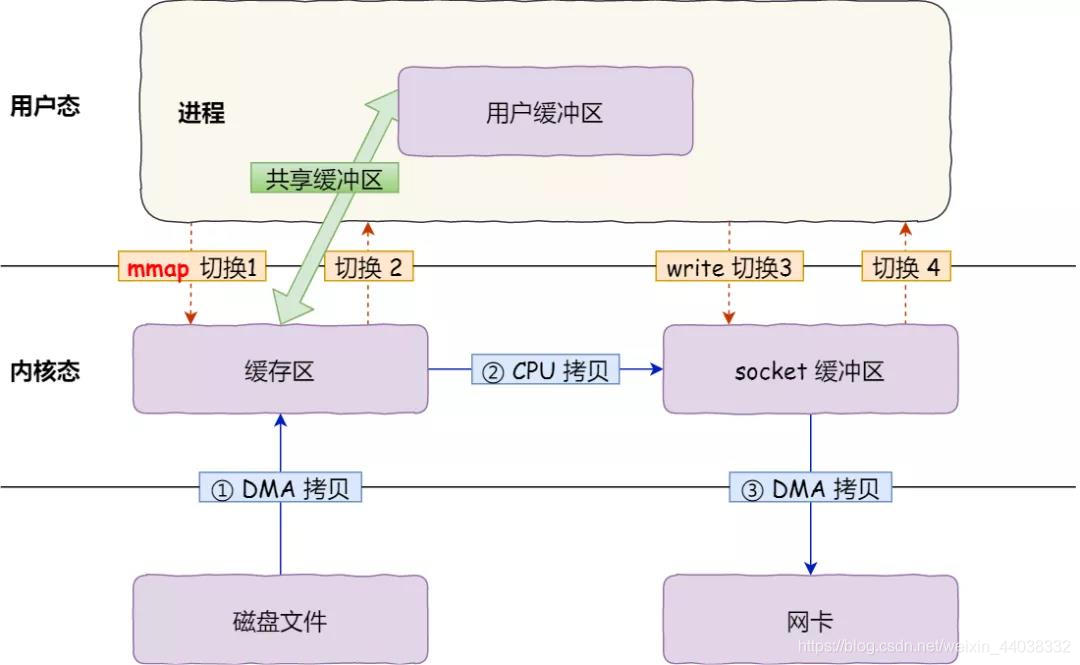 用户态
进程
用户缓冲区
共享缓冲区
mmap 切换1
切换 2
write 切换3
切换 4
内核态
缓存区
② CPU 拷贝
socket 缓冲区
① DMA 拷贝
③ DMA 拷贝
磁盘文件
网卡
https://blog.csdn.net/weixin_44038332